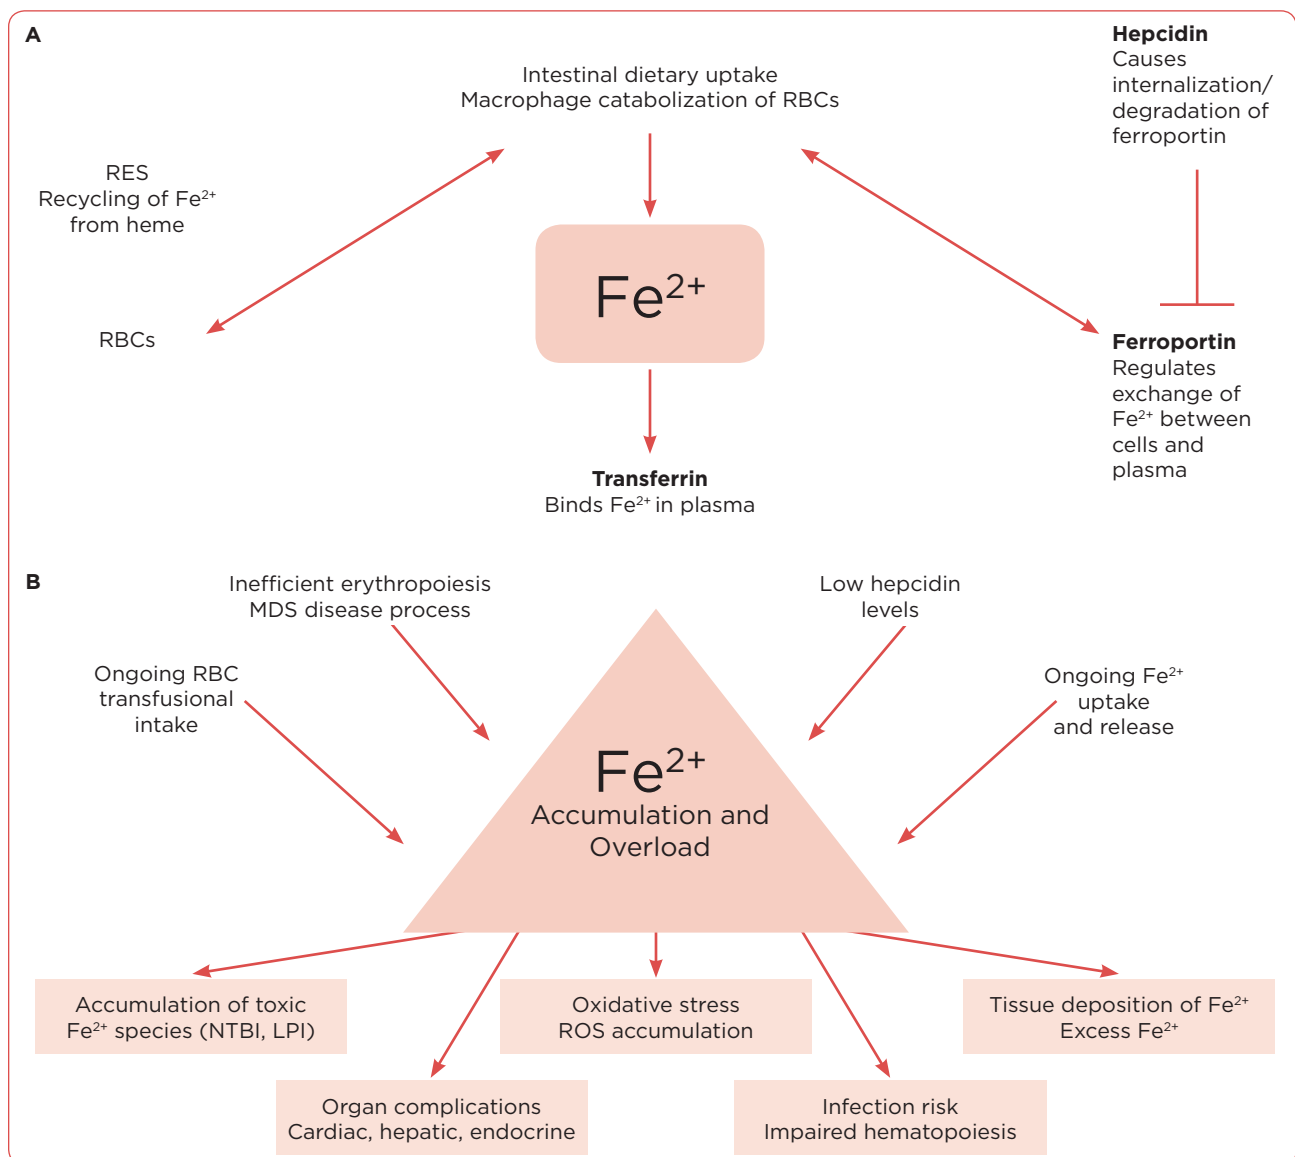 A
Intestinal dietary uptake
Macrophage catabolization of RBCs
Hepcidin
Causes
internalization/
degradation of
ferroportin
RES
Recycling of Fe²⁺
from heme
RBCs
Fe²⁺
Ferroportin
Regulates
exchange of
Fe²⁺ between
cells and
plasma
Transferrin
Binds Fe²⁺ in plasma
B
Inefficient erythropoiesis
MDS disease process
Low hepcidin
levels
Ongoing RBC
transfusional
intake
Ongoing Fe²⁺
uptake
and release
Fe²⁺
Accumulation and
Overload
Accumulation of toxic
Fe²⁺ species (NTBI, LPI)
Oxidative stress
ROS accumulation
Tissue deposition of Fe²⁺
Excess Fe²⁺
Organ complications
Cardiac, hepatic, endocrine
Infection risk
Impaired hematopoiesis